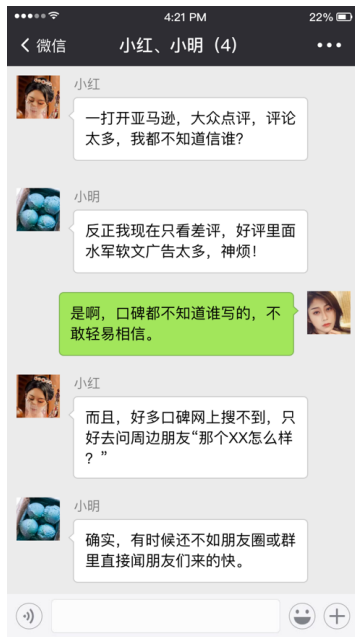 4:21 PM
22%
微信
小红、小明（4）
小红
一打开亚马逊，大众点评，评论
太多，我都不知道信谁？
小明
反正我现在只看差评，好评里面
水军软文广告太多，神烦！
是啊，口碑都不知道谁写的，不
敢轻易相信。
小红
而且，好多口碑网上搜不到，只
好去问周边朋友“那个XX怎么样
？”
小明
确实，有时候还不如朋友圈或群
里直接闻朋友们来的快。